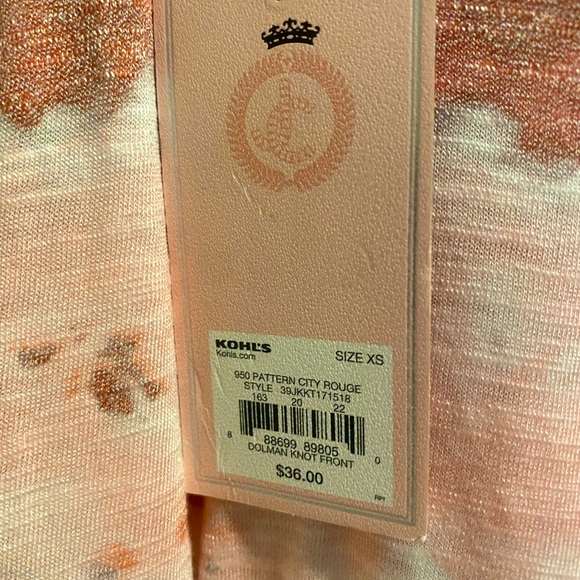 KOHL'S
Kohls.com
SIZE XS
950 PATTERN CITY ROUGE
STYLE 39JKKT171518
163 20 22
8 88699 89805 0
DOLMAN KNOT FRONT
$36.00